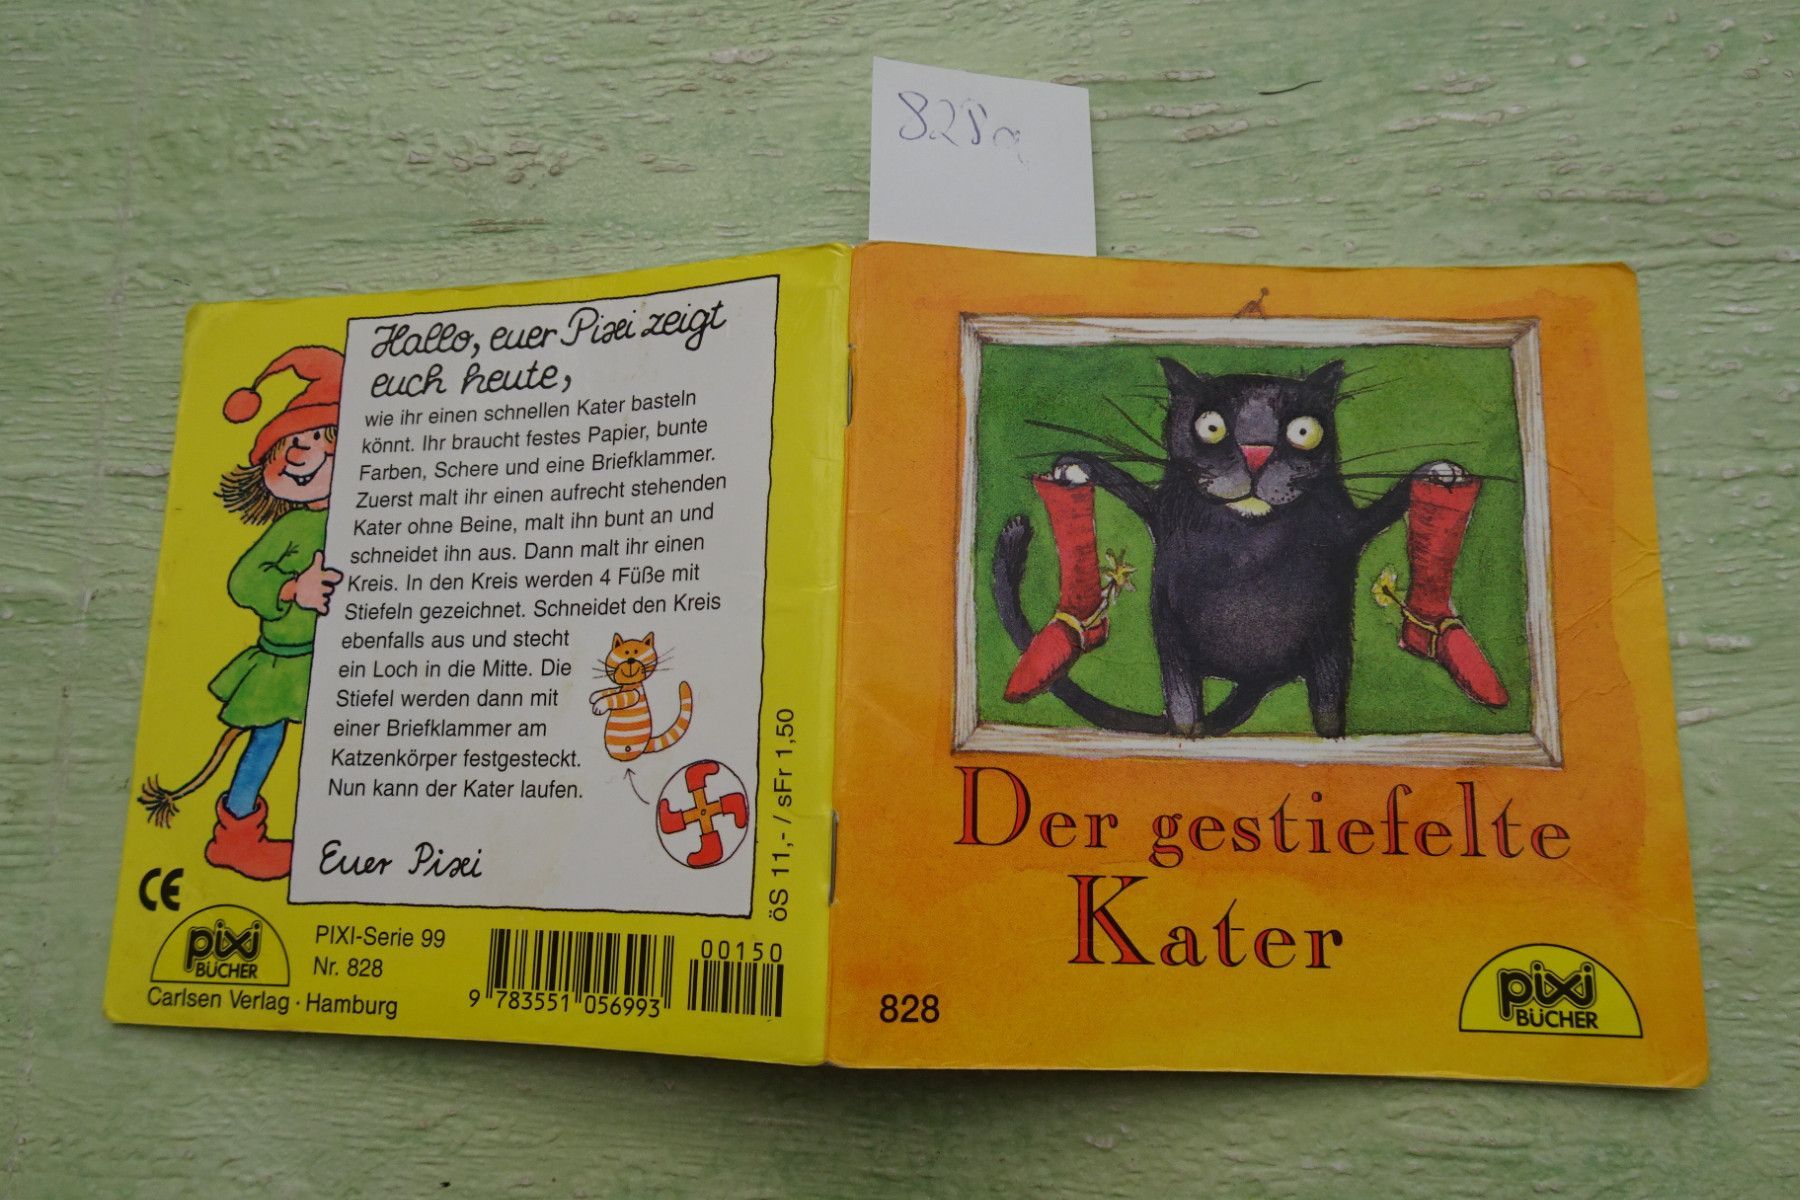 828a
Hallo, euer Pixi zeigt
euch heute,
wie ihr einen schnellen Kater basteln
könnt. Ihr braucht festes Papier, bunte
Farben, Schere und eine Briefklammer.
Zuerst malt ihr einen aufrecht stehenden
Kater ohne Beine, malt ihn bunt an und
schneidet ihn aus. Dann malt ihr einen
Kreis. In den Kreis werden 4 Füße mit
Stiefeln gezeichnet. Schneidet den Kreis
ebenfalls aus und stecht
ein Loch in die Mitte. Die
Stiefel werden dann mit
einer Briefklammer am
Katzenkörper festgesteckt.
Nun kann der Kater laufen.
Euer Pixi
öS 11,- / sFr 1,50
CE
pixi
BÜCHER
Carlsen Verlag · Hamburg
PIXI-Serie 99
Nr. 828
9 783551 056993
00150
Der gestiefelte
Kater
828
pixi
BÜCHER